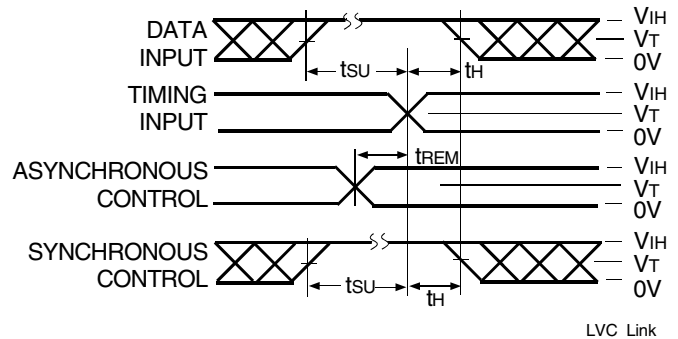 DATA INPUT
tSU
tH
VIH
VT
0V
TIMING INPUT
VIH
VT
0V
tREM
ASYNCHRONOUS CONTROL
VIH
VT
0V
SYNCHRONOUS CONTROL
tSU
tH
VIH
VT
0V
LVC Link